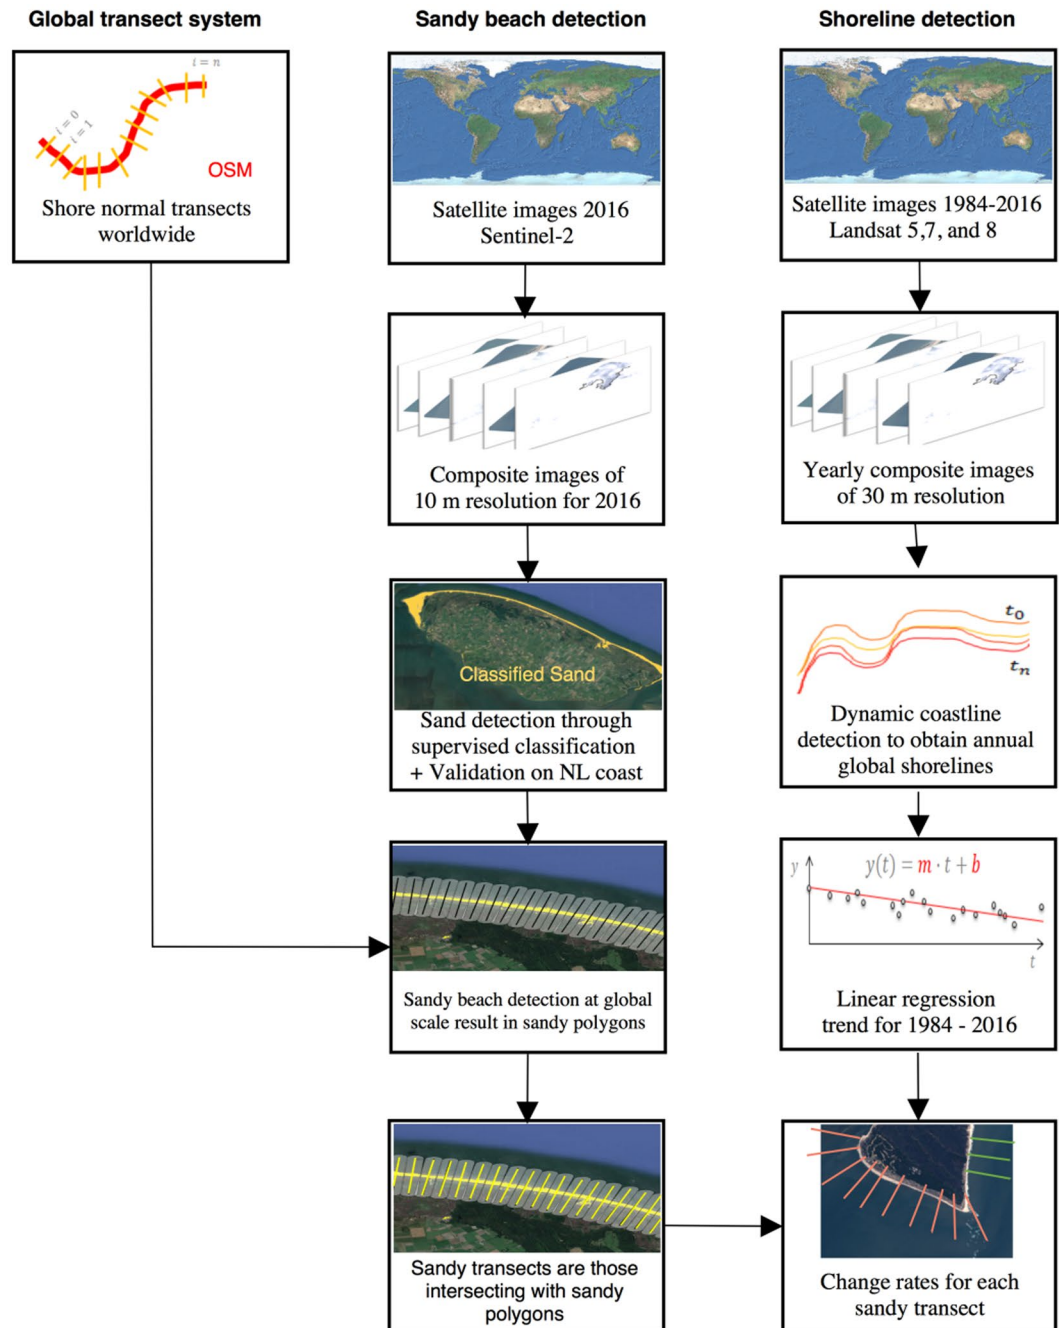 Global transect system
i = n
i = 0
i = 1
OSM
Shore normal transects
worldwide
Sandy beach detection
Satellite images 2016
Sentinel-2
Composite images of
10 m resolution for 2016
Classified Sand
Sand detection through
supervised classification
+ Validation on NL coast
Sandy beach detection at global
scale result in sandy polygons
Sandy transects are those
intersecting with sandy
polygons
Shoreline detection
Satellite images 1984-2016
Landsat 5,7, and 8
Yearly composite images
of 30 m resolution
t₀
tₙ
Dynamic coastline
detection to obtain annual
global shorelines
y
y(t) = m · t + b
t
Linear regression
trend for 1984 - 2016
Change rates for each
sandy transect